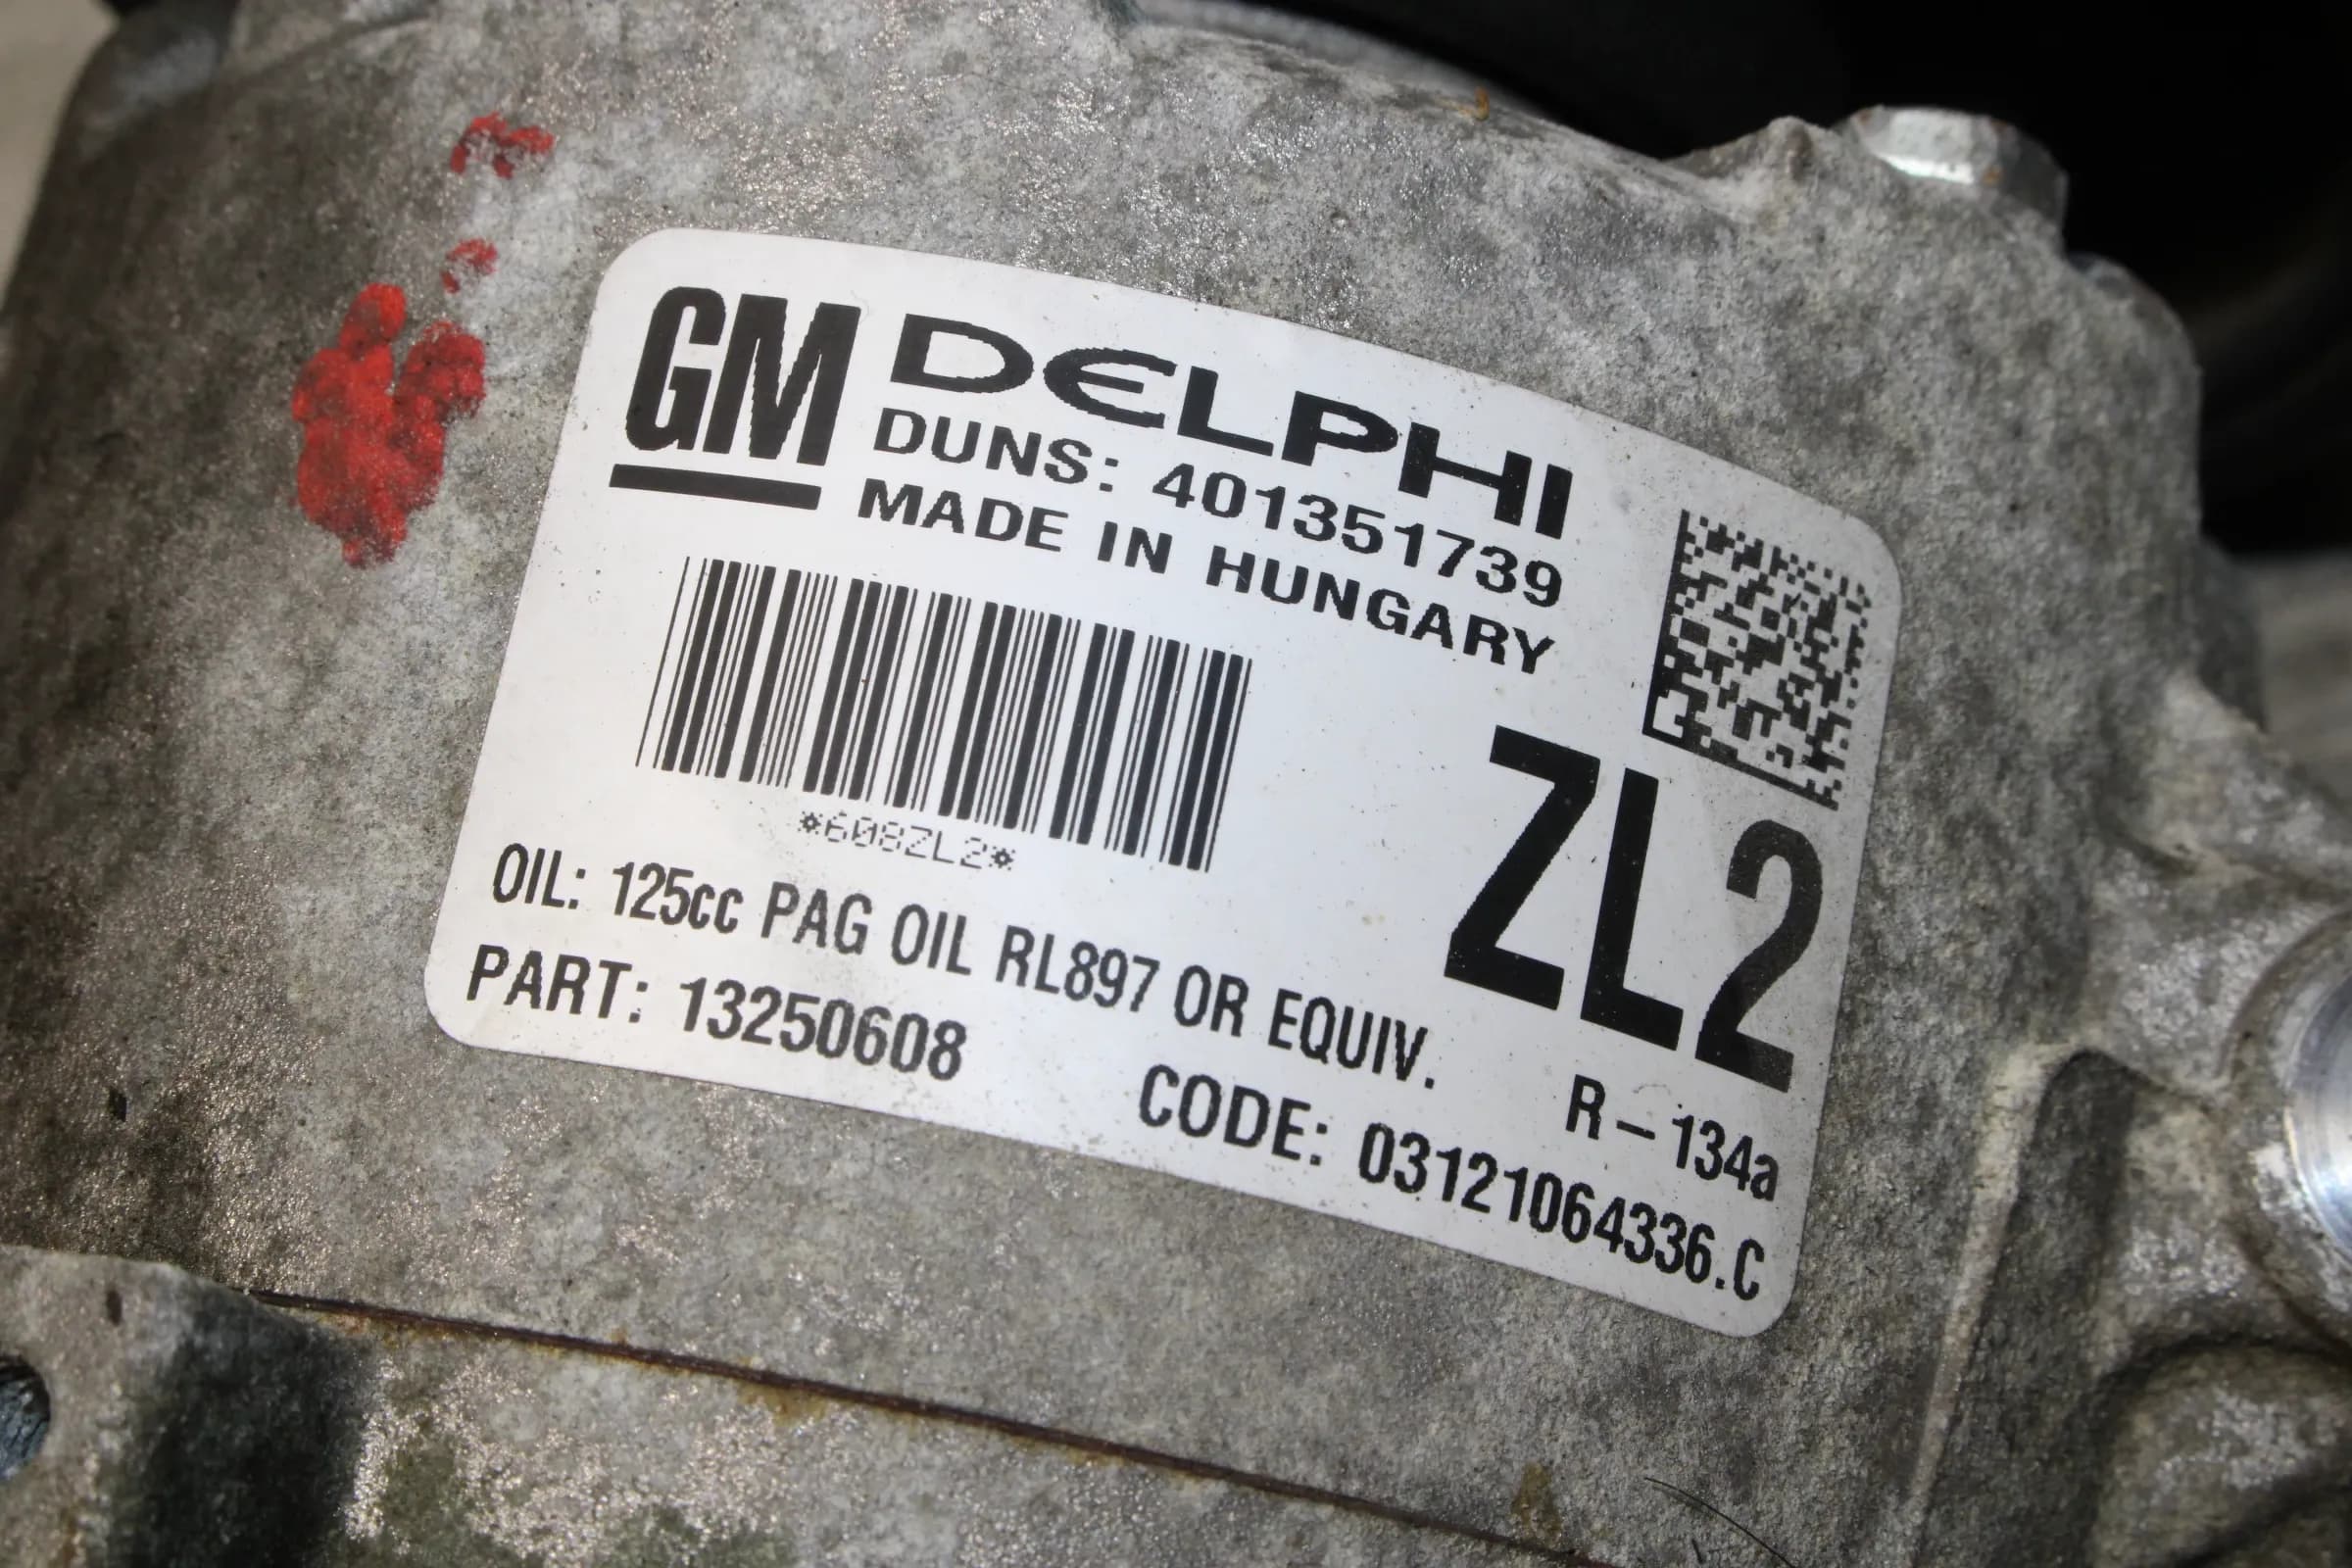 GM DELPHI
DUNS: 401351739
MADE IN HUNGARY
*608ZL2*
ZL2
OIL: 125cc PAG OIL RL897 OR EQUIV.
R-134a
PART: 13250608
CODE: 03121064336.C